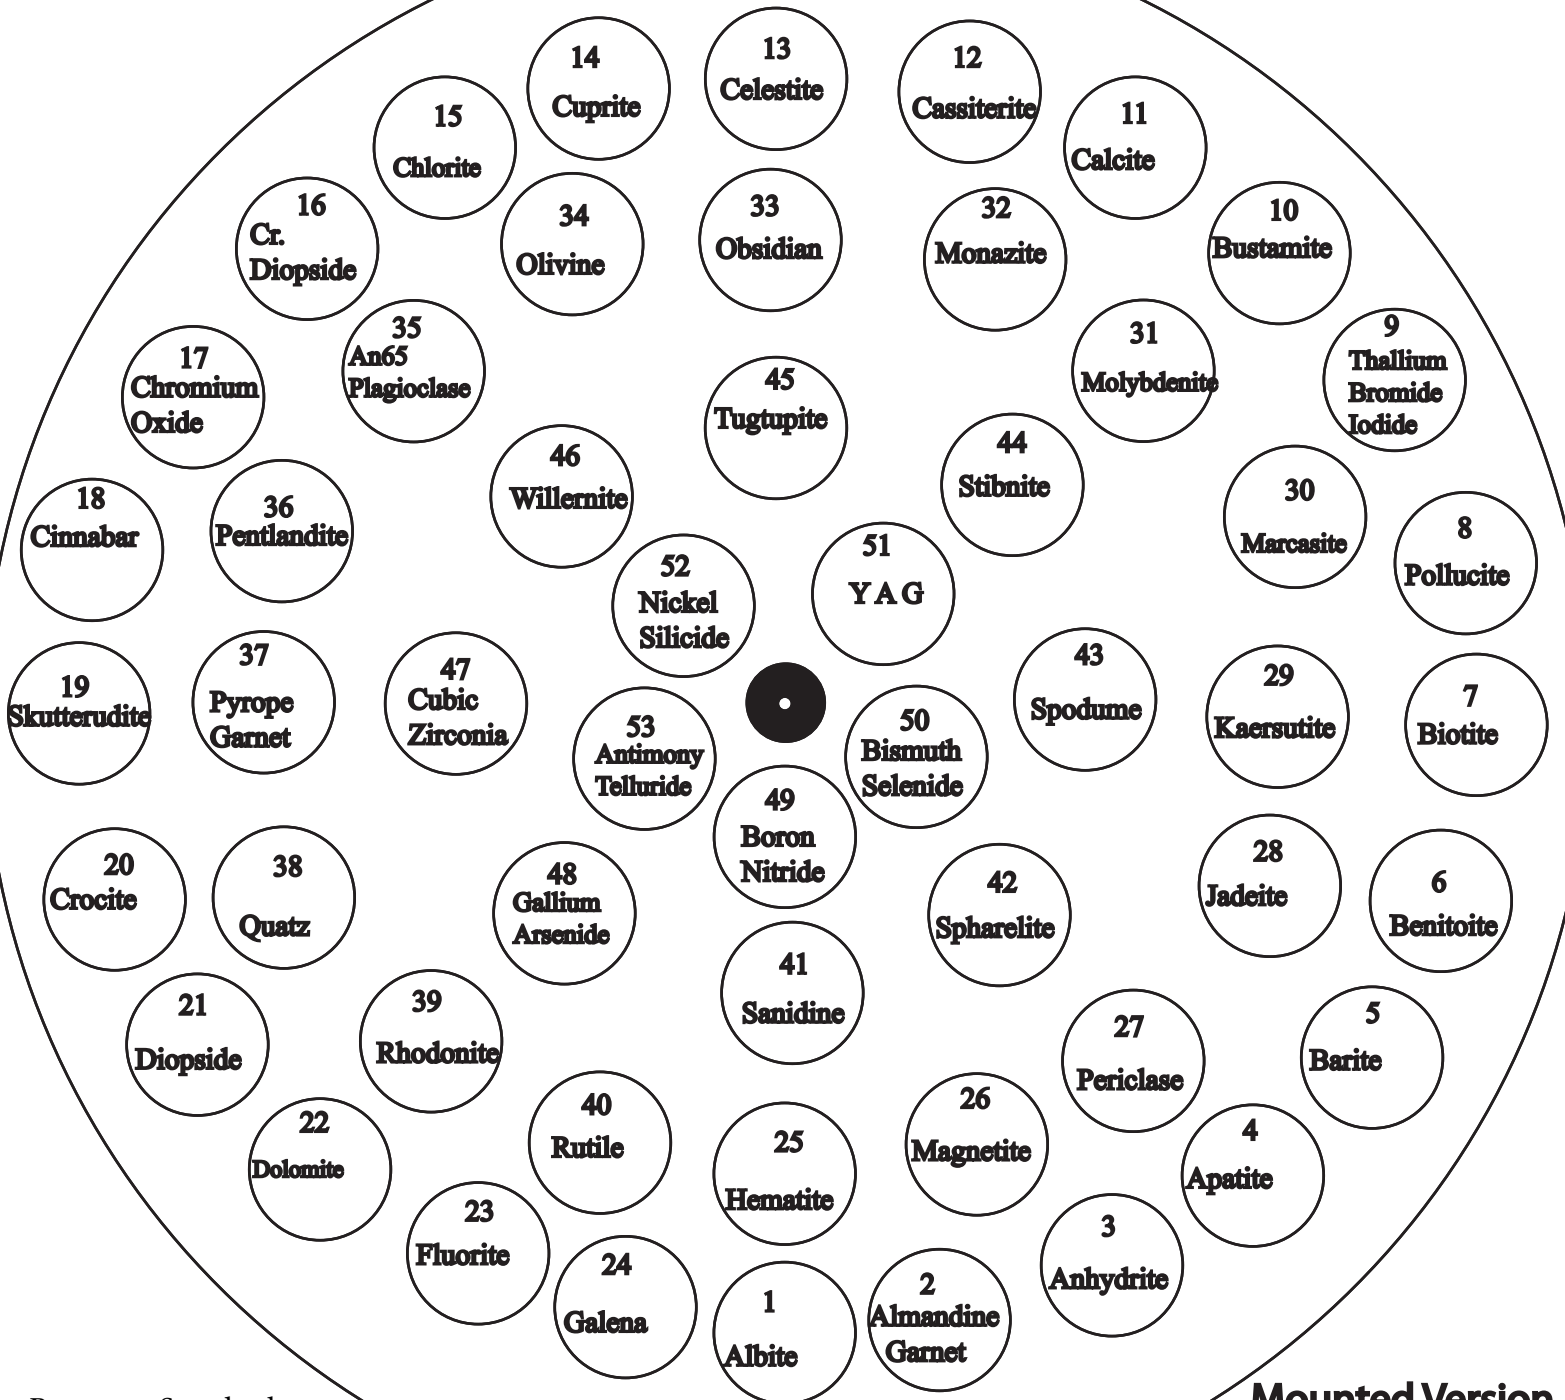 14
Cuprite
13
Celestite
12
Cassiterite
15
Chlorite
11
Calcite
16
Cr.
Diopside
34
Olivine
33
Obsidian
32
Monazite
10
Bustamite
17
Chromium
Oxide
35
An65
Plagioclase
45
Tugtupite
31
Molybdenite
9
Thallium
Bromide
Iodide
18
Cinnabar
36
Pentlandite
46
Willernite
44
Stibnite
30
Marcasite
8
Pollucite
52
Nickel
Silicide
51
Y A G
19
Skutterudite
37
Pyrope
Garnet
47
Cubic
Zirconia
53
Antimony
Telluride
50
Bismuth
Selenide
43
Spodume
29
Kaersutite
7
Biotite
49
Boron
Nitride
20
Crocite
38
Quatz
48
Gallium
Arsenide
42
Spharelite
28
Jadeite
6
Benitoite
41
Sanidine
21
Diopside
39
Rhodonite
27
Periclase
5
Barite
22
Dolomite
40
Rutile
25
Hematite
26
Magnetite
4
Apatite
23
Fluorite
24
Galena
1
Albite
2
Almandine
Garnet
3
Anhydrite
Mounted Version